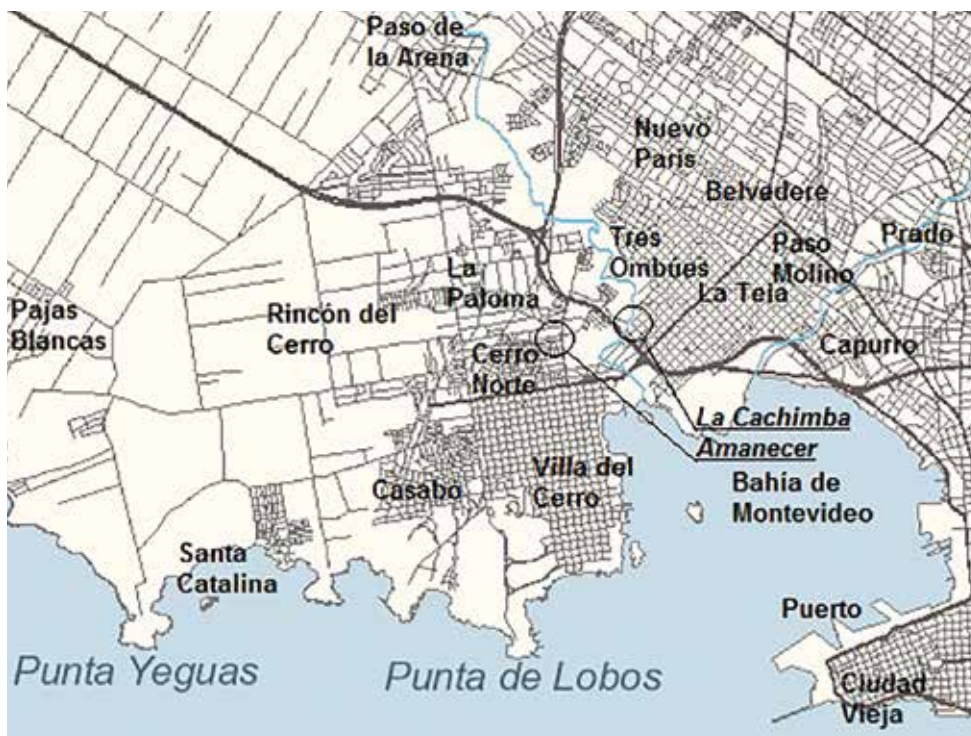 Paso de
la Arena
Nuevo
Paris
Belvedere
Prado
Tres
Ombúes
Paso
Molino
La
Paloma
La Teja
Pajas
Blancas
Rincón del
Cerro
Capurro
Cerro
Norte
La Cachimba
Amanecer
Villa del
Cerro
Casabo
Bahia de
Montevideo
Santa
Catalina
Puerto
Punta Yeguas
Punta de Lobos
Ciudad
Vieja